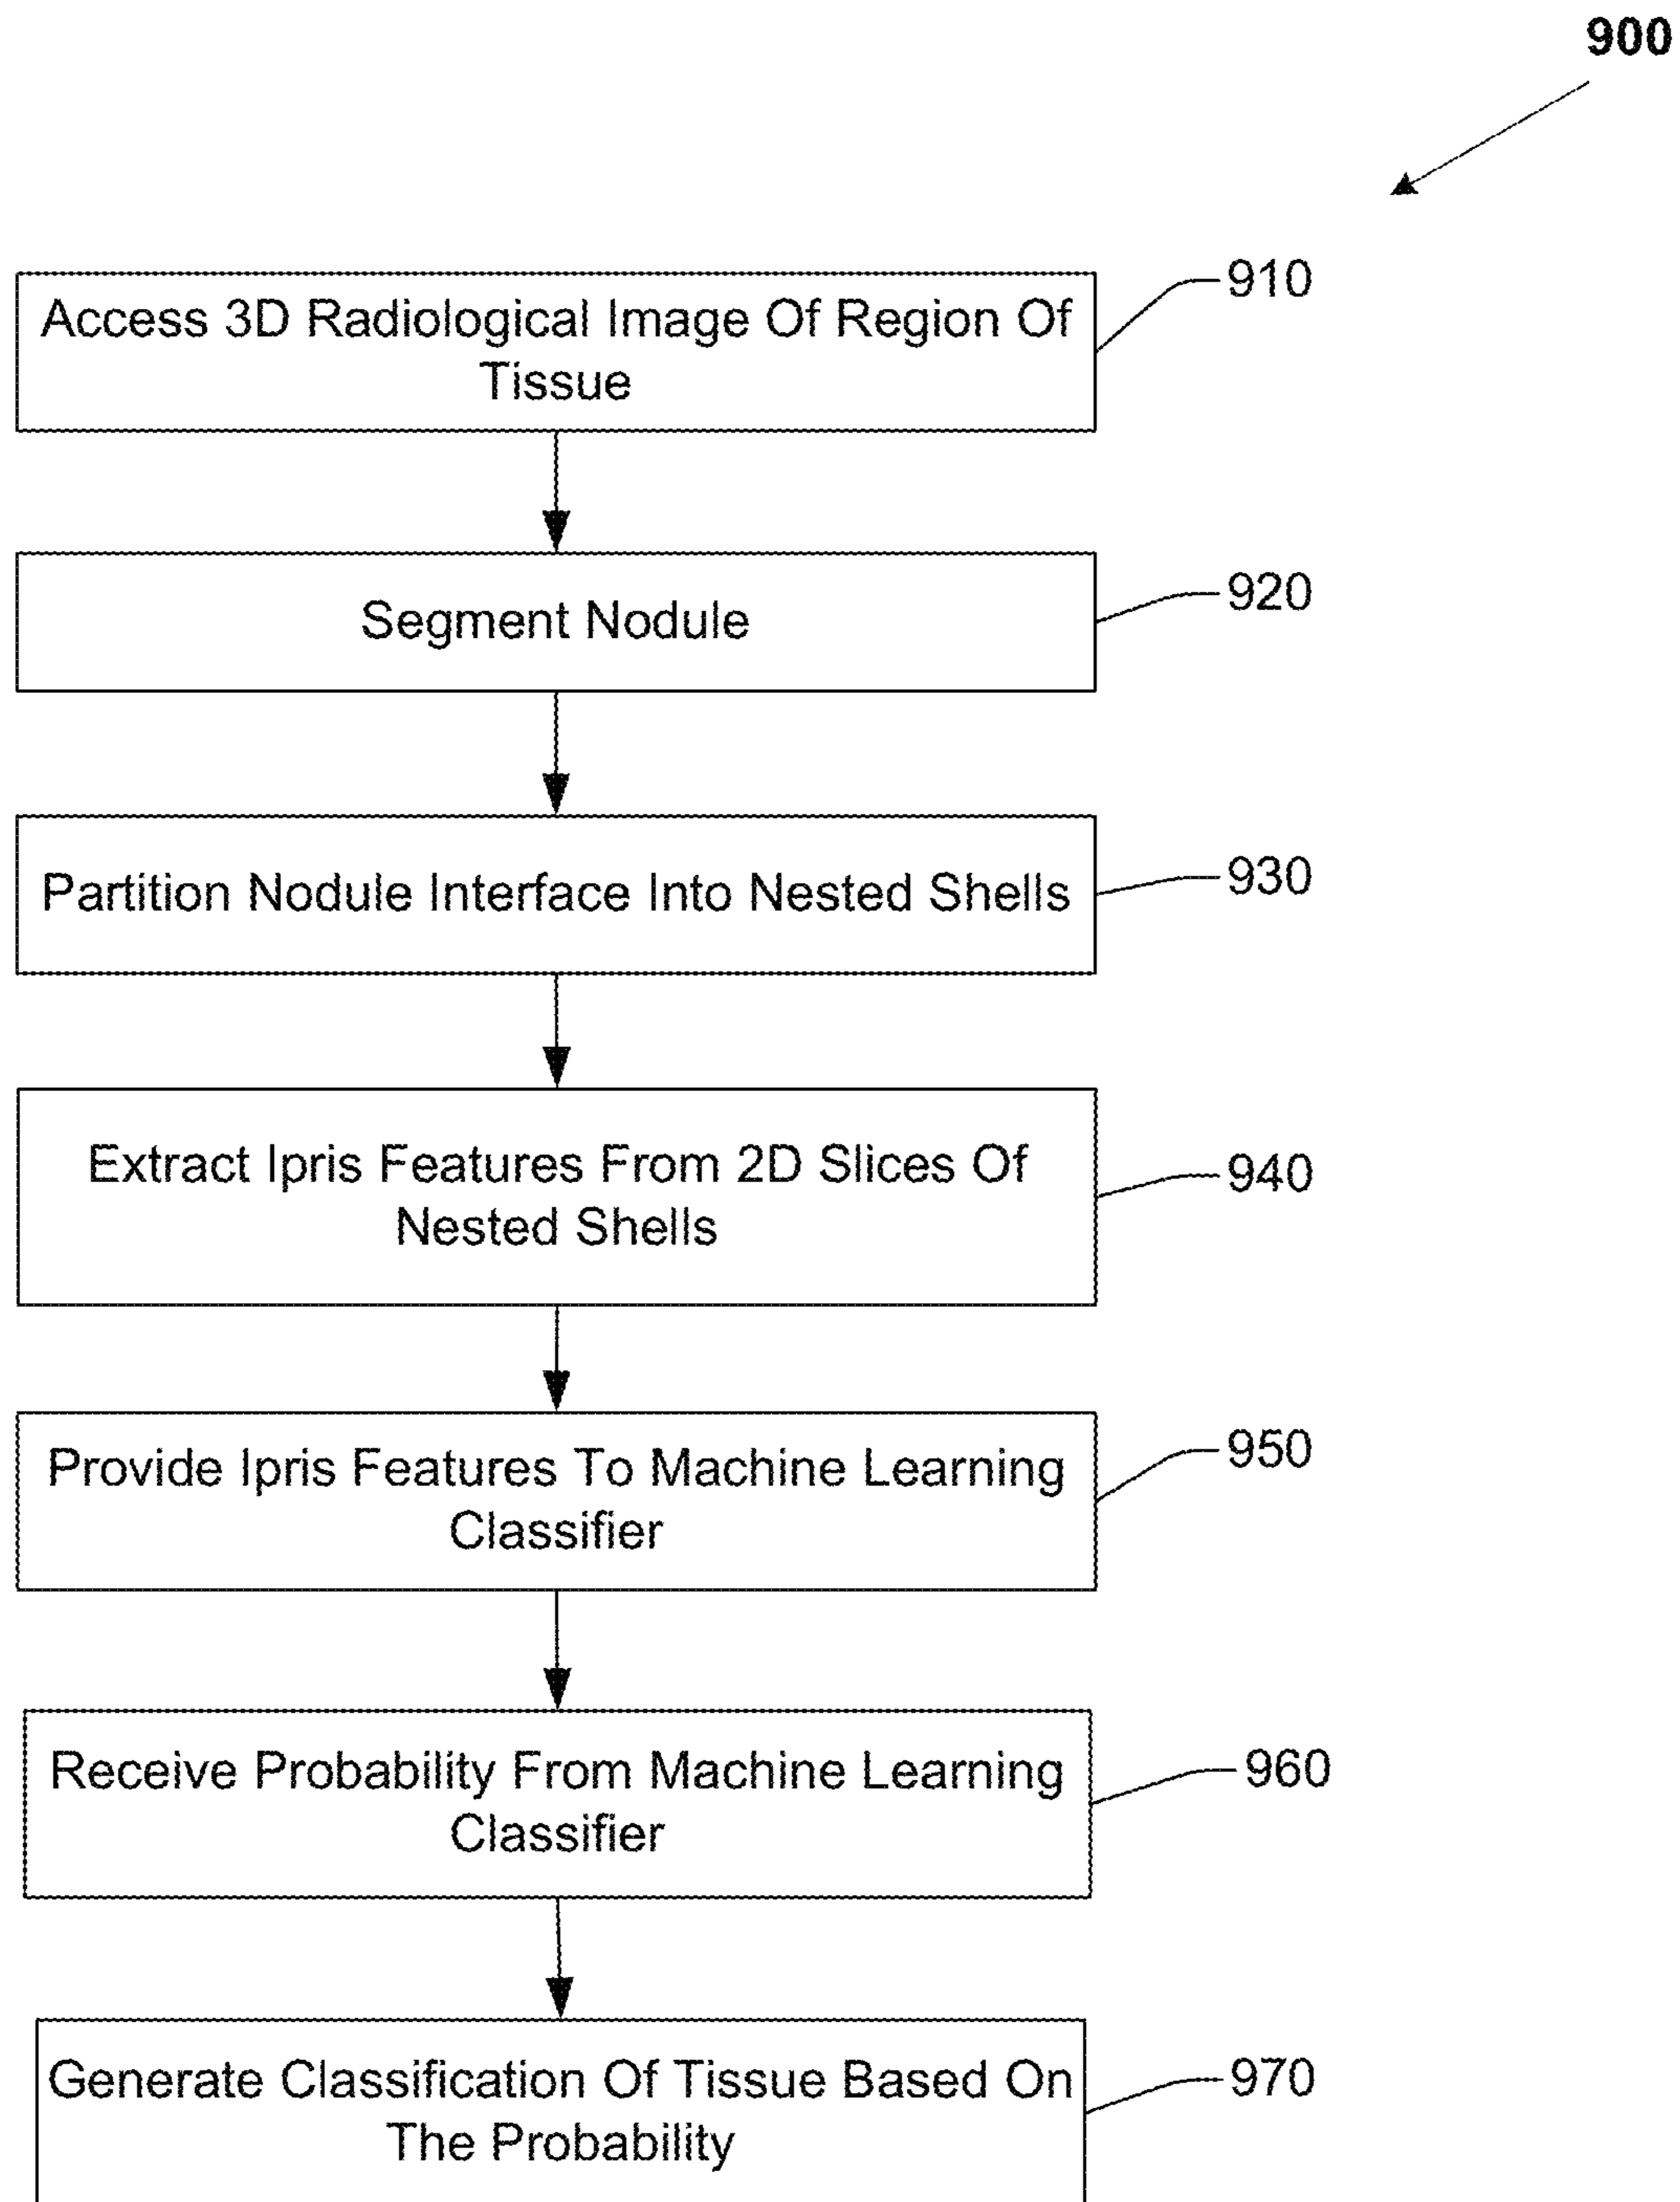 900
Access 3D Radiological Image Of Region Of
Tissue
910
Segment Nodule
920
Partition Nodule Interface Into Nested Shells
930
Extract Ipris Features From 2D Slices Of
Nested Shells
940
Provide Ipris Features To Machine Learning
Classifier
950
Receive Probability From Machine Learning
Classifier
960
Generate Classification Of Tissue Based On
The Probability
970